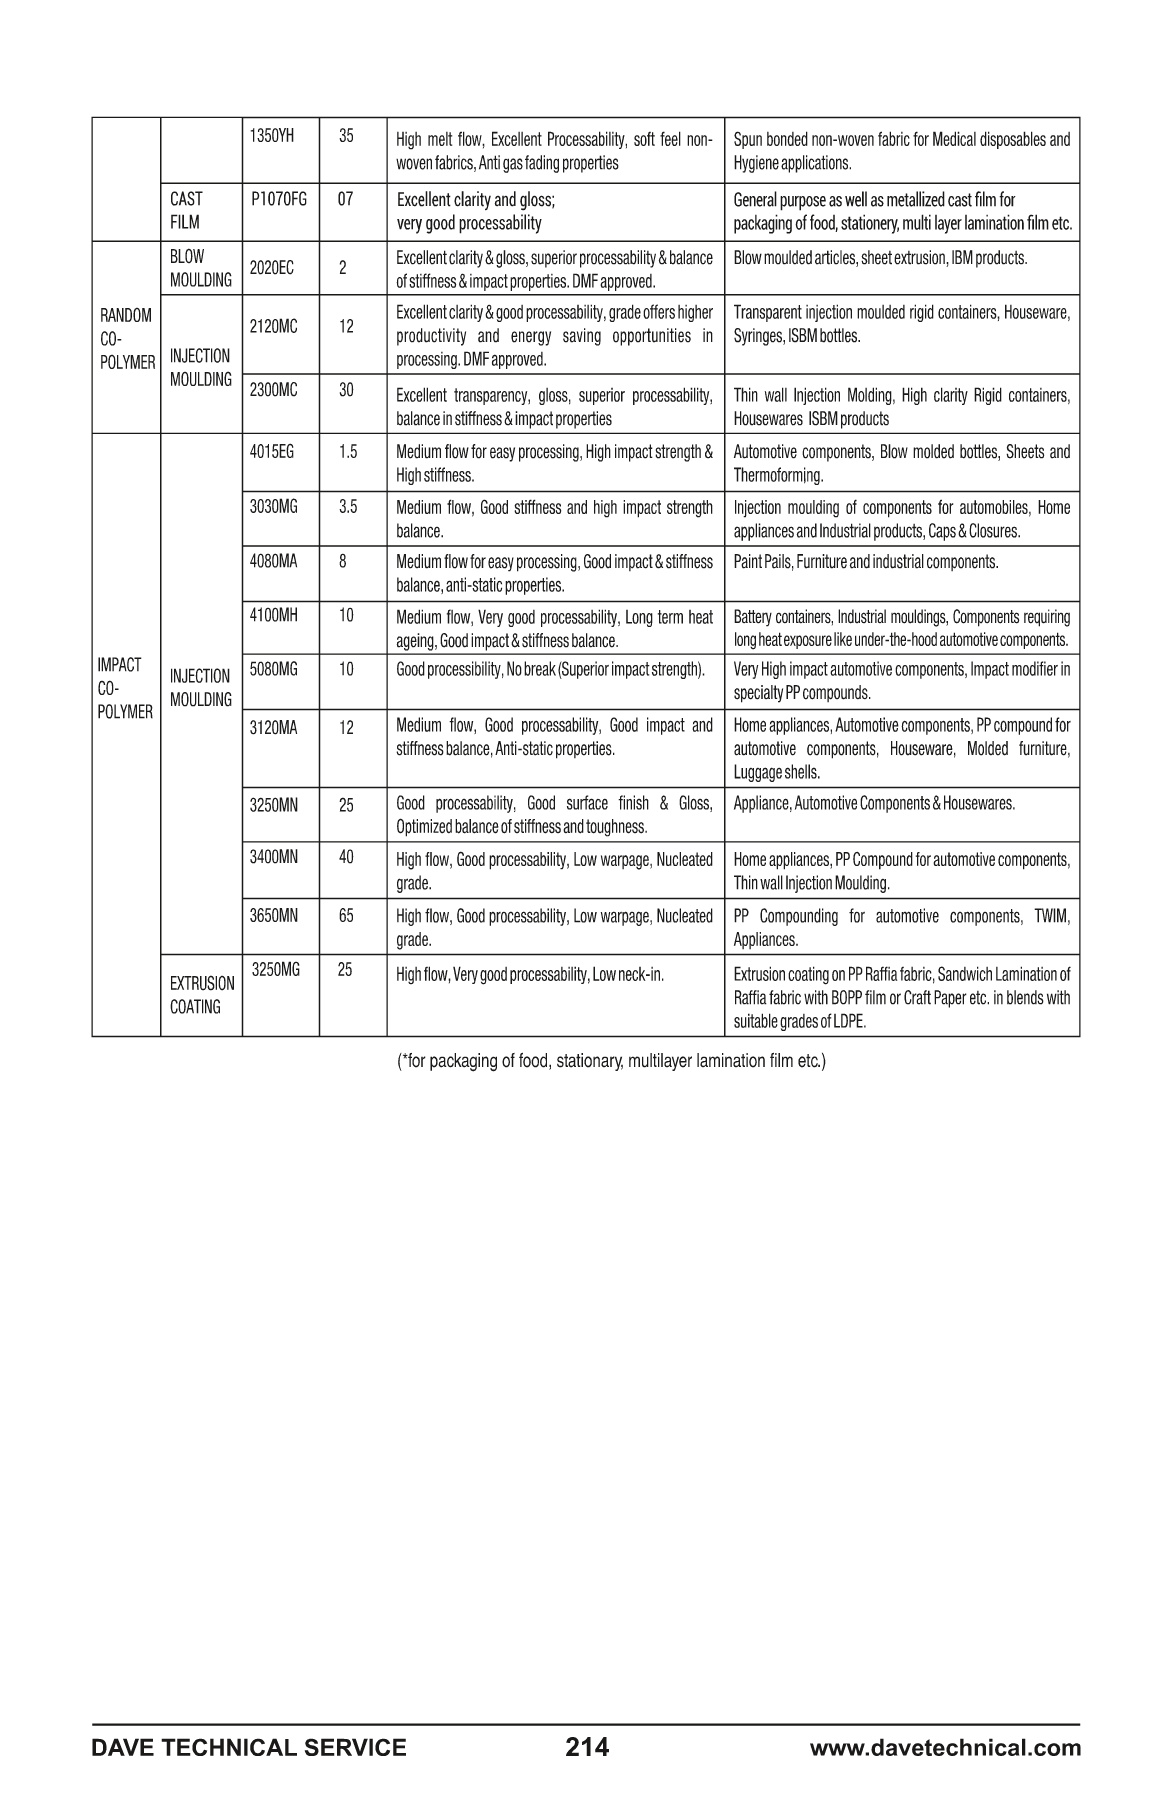 1350YH 35 High melt flow, Excellent Processability, soft feel non- Spun bonded non-woven fabric for Medical disposables and
woven fabrics, Anti gas fading properties Hygiene applications.
CAST P1070FG 07 Excellent clarity and gloss; General purpose as well as metallized cast film for
FILM very good processability packaging of food, stationery, multi layer lamination film etc.
BLOW 2020EC 2 Excellent clarity & gloss, superior processability & balance Blow moulded articles, sheet extrusion, IBM products.
MOULDING of stiffness & impact properties. DMF approved.
RANDOM
CO-
POLYMER
INJECTION
MOULDING
2120MC 12 Excellent clarity & good processability, grade offers higher Transparent injection moulded rigid containers, Houseware,
productivity and energy saving opportunities in Syringes, ISBM bottles.
processing. DMF approved.
2300MC 30 Excellent transparency, gloss, superior processability, Thin wall Injection Molding, High clarity Rigid containers,
balance in stiffness & impact properties Housewares ISBM products
IMPACT
CO-
POLYMER
INJECTION
MOULDING
4015EG 1.5 Medium flow for easy processing, High impact strength & Automotive components, Blow molded bottles, Sheets and
High stiffness. Thermoforming.
3030MG 3.5 Medium flow, Good stiffness and high impact strength Injection moulding of components for automobiles, Home
balance. appliances and Industrial products, Caps & Closures.
4080MA 8 Medium flow for easy processing, Good impact & stiffness Paint Pails, Furniture and industrial components.
balance, anti-static properties.
4100MH 10 Medium flow, Very good processability, Long term heat Battery containers, Industrial mouldings, Components requiring
ageing, Good impact & stiffness balance. long heat exposure like under-the-hood automotive components.
5080MG 10 Good processibility, No break (Superior impact strength). Very High impact automotive components, Impact modifier in
specialty PP compounds.
3120MA 12 Medium flow, Good processability, Good impact and Home appliances, Automotive components, PP compound for
stiffness balance, Anti-static properties. automotive components, Houseware, Molded furniture,
Luggage shells.
3250MN 25 Good processability, Good surface finish & Gloss, Appliance, Automotive Components & Housewares.
Optimized balance of stiffness and toughness.
3400MN 40 High flow, Good processability, Low warpage, Nucleated Home appliances, PP Compound for automotive components,
grade. Thin wall Injection Moulding.
3650MN 65 High flow, Good processability, Low warpage, Nucleated PP Compounding for automotive components, TWIM,
grade. Appliances.
EXTRUSION 3250MG 25 High flow, Very good processability, Low neck-in. Extrusion coating on PP Raffia fabric, Sandwich Lamination of
COATING Raffia fabric with BOPP film or Craft Paper etc. in blends with
suitable grades of LDPE.
(*for packaging of food, stationary, multilayer lamination film etc.)
DAVE TECHNICAL SERVICE 214 www.davetechnical.com